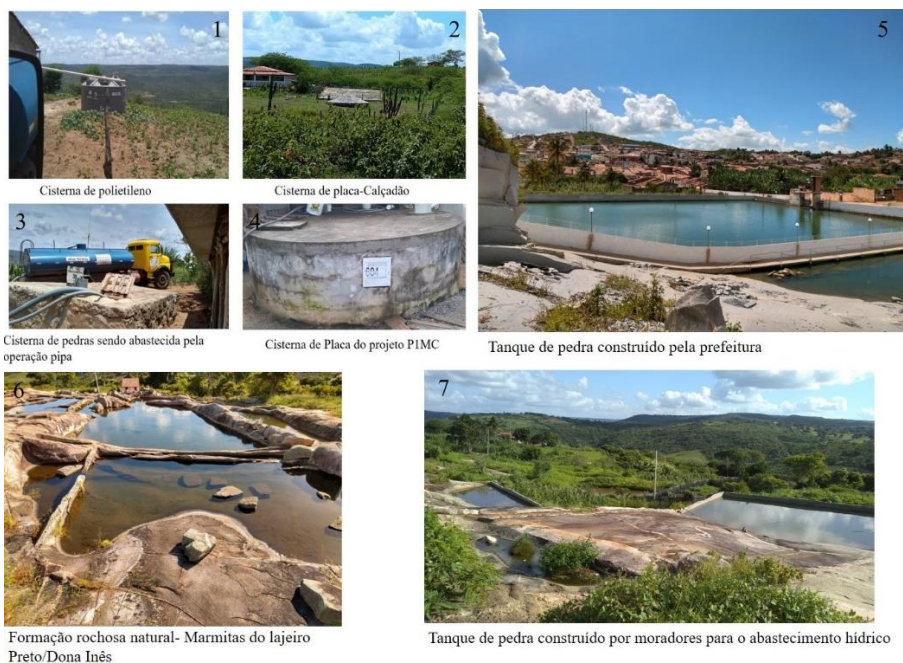 1
2
5
Cisterna de polietileno
Cisterna de placa-Calçadão
3
4
Cisterna de pedras sendo abastecida pela
operação pipa
Cisterna de Placa do projeto P1MC
Tanque de pedra construído pela prefeitura
6
7
Formação rochosa natural- Marmitas do lajeiro
Preto/Dona Inês
Tanque de pedra construído por moradores para o abastecimento hídrico